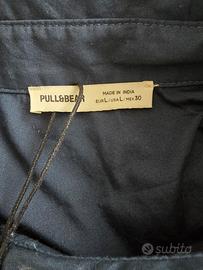 PULL&BEAR
MADE IN INDIA
EUR L / USA L / MEX 30
subito